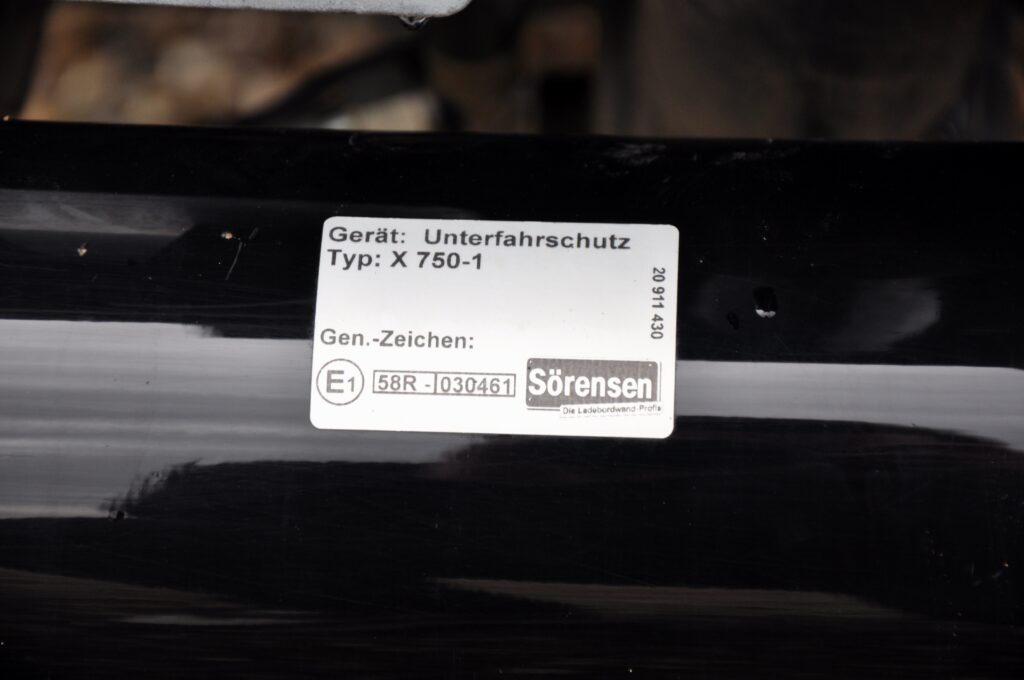 Gerät: Unterfahrschutz
Typ: X 750-1
20 911 430
Gen.-Zeichen:
E1 58R - 030461
Sörensen
Die Ladebordwand-Profis